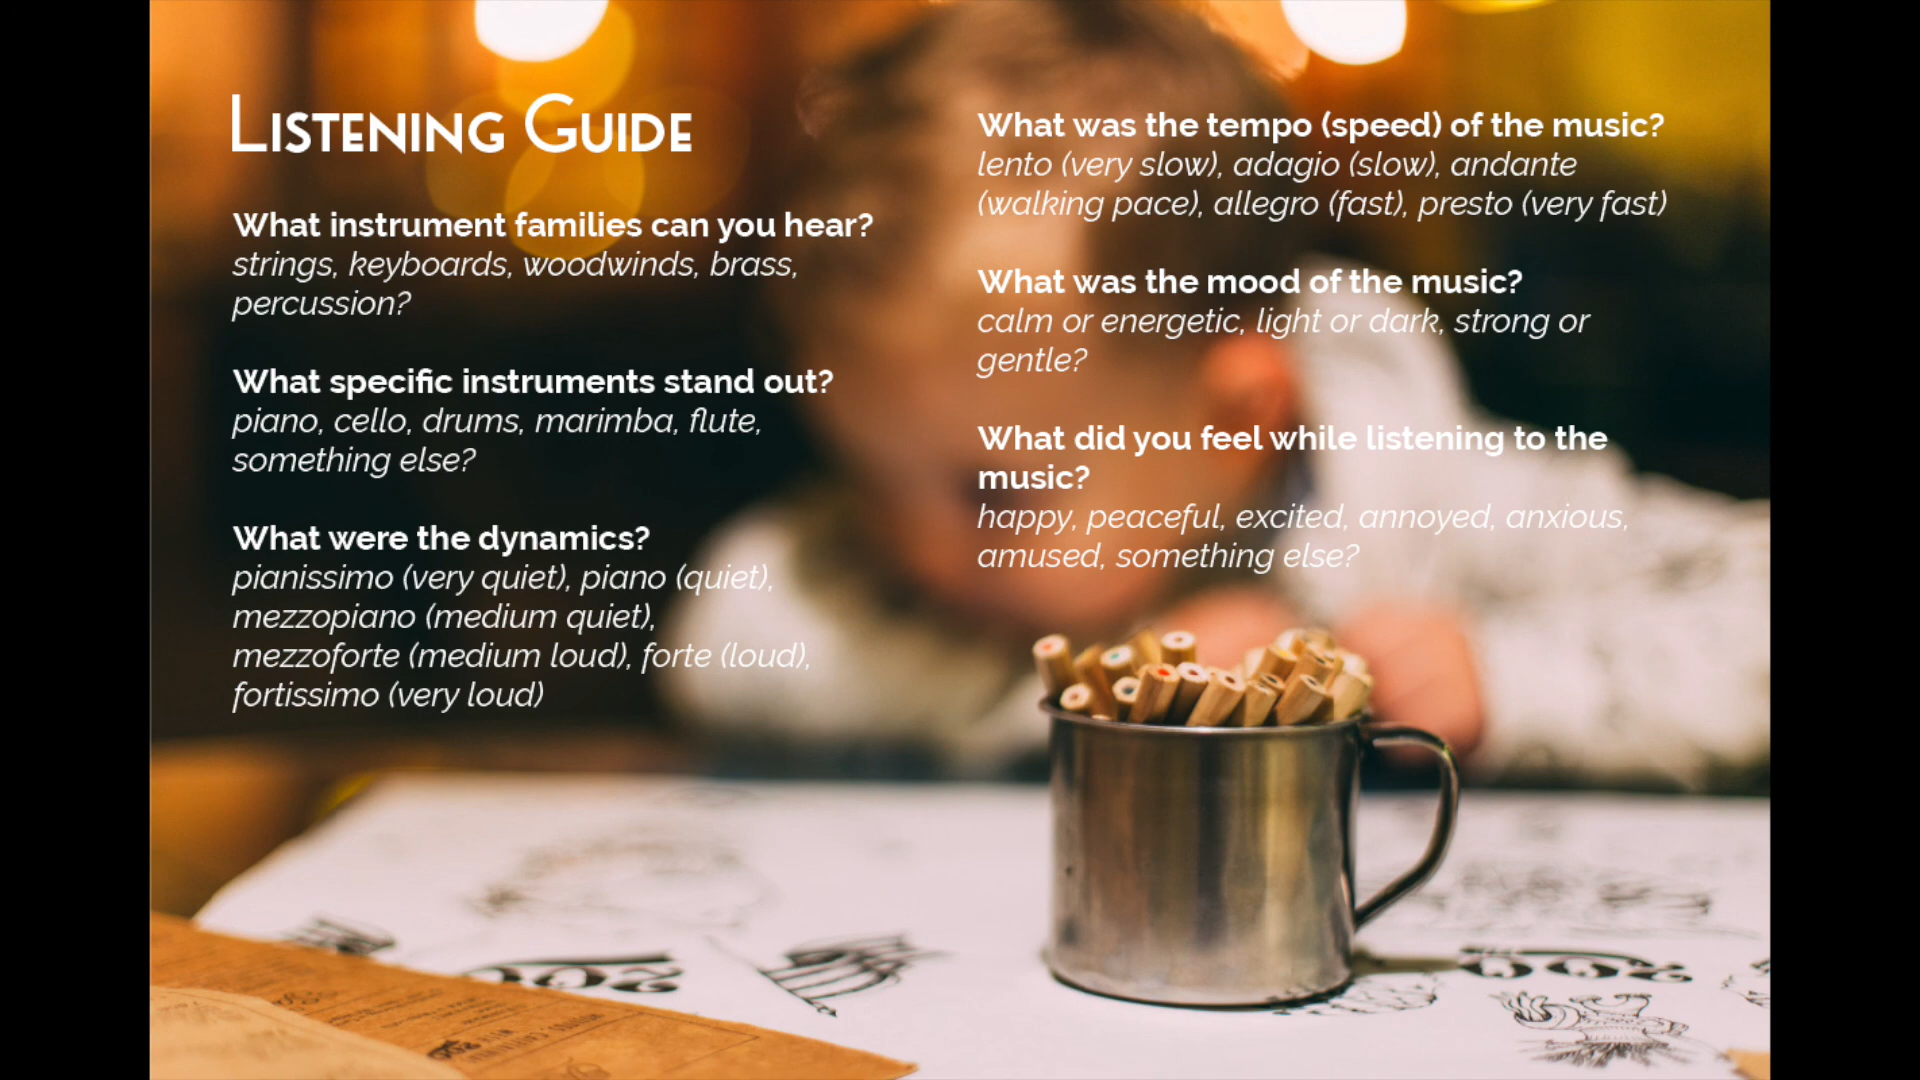 LISTENING GUIDE
What instrument families can you hear?
strings, keyboards, woodwinds, brass,
percussion?
What specific instruments stand out?
piano, cello, drums, marimba, flute,
something else?
What were the dynamics?
pianissimo (very quiet), piano (quiet),
mezzopiano (medium quiet),
mezzoforte (medium loud), forte (loud),
fortissimo (very loud)
What was the tempo (speed) of the music?
lento (very slow), adagio (slow), andante
(walking pace), allegro (fast), presto (very fast)
What was the mood of the music?
calm or energetic, light or dark, strong or
gentle?
What did you feel while listening to the
music?
happy, peaceful, excited, annoyed, anxious,
amused, something else?